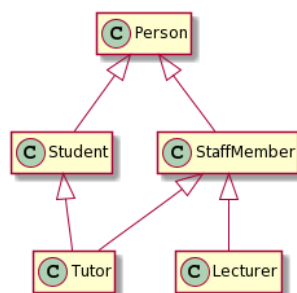 C Person
C Student
C StaffMember
C Tutor
C Lecturer